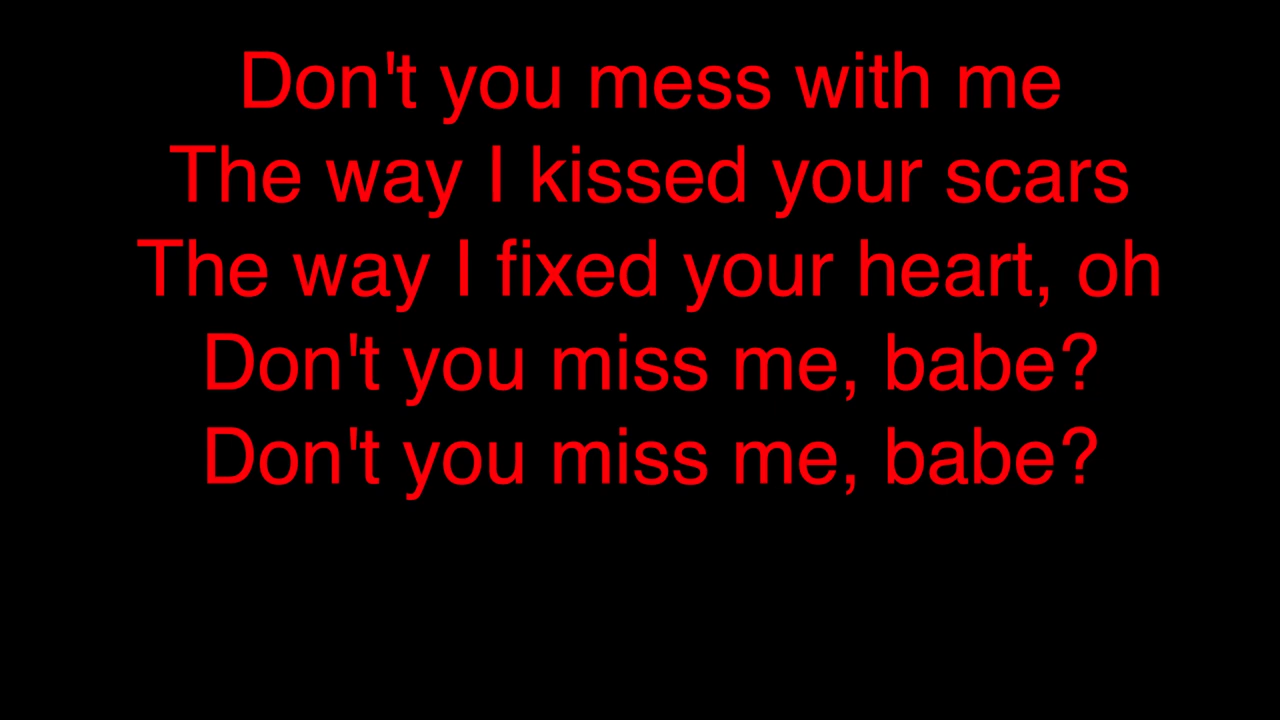 Don't you mess with me
The way I kissed your scars
The way I fixed your heart, oh
Don't you miss me, babe?
Don't you miss me, babe?